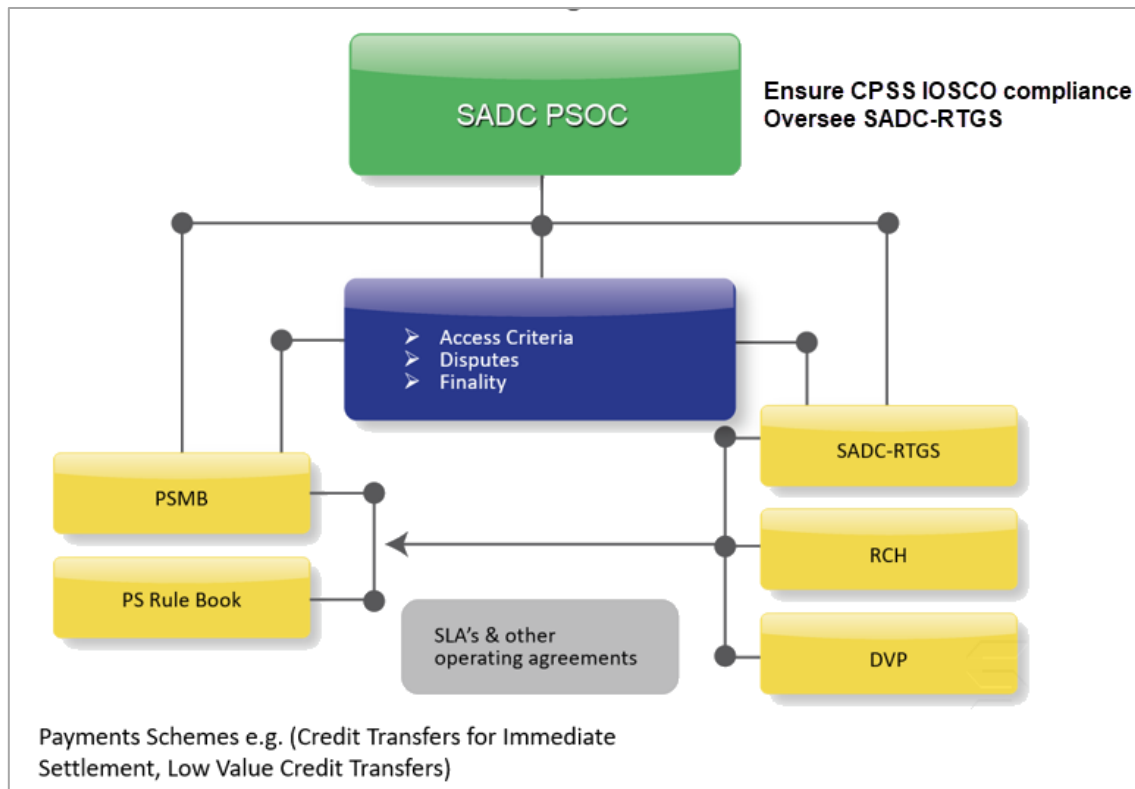 SADC PSOC
Ensure CPSS IOSCO compliance
Oversee SADC-RTGS
➢ Access Criteria
➢ Disputes
➢ Finality
SADC-RTGS
PSMB
RCH
PS Rule Book
SLA's & other
operating agreements
DVP
Payments Schemes e.g. (Credit Transfers for Immediate
Settlement, Low Value Credit Transfers)